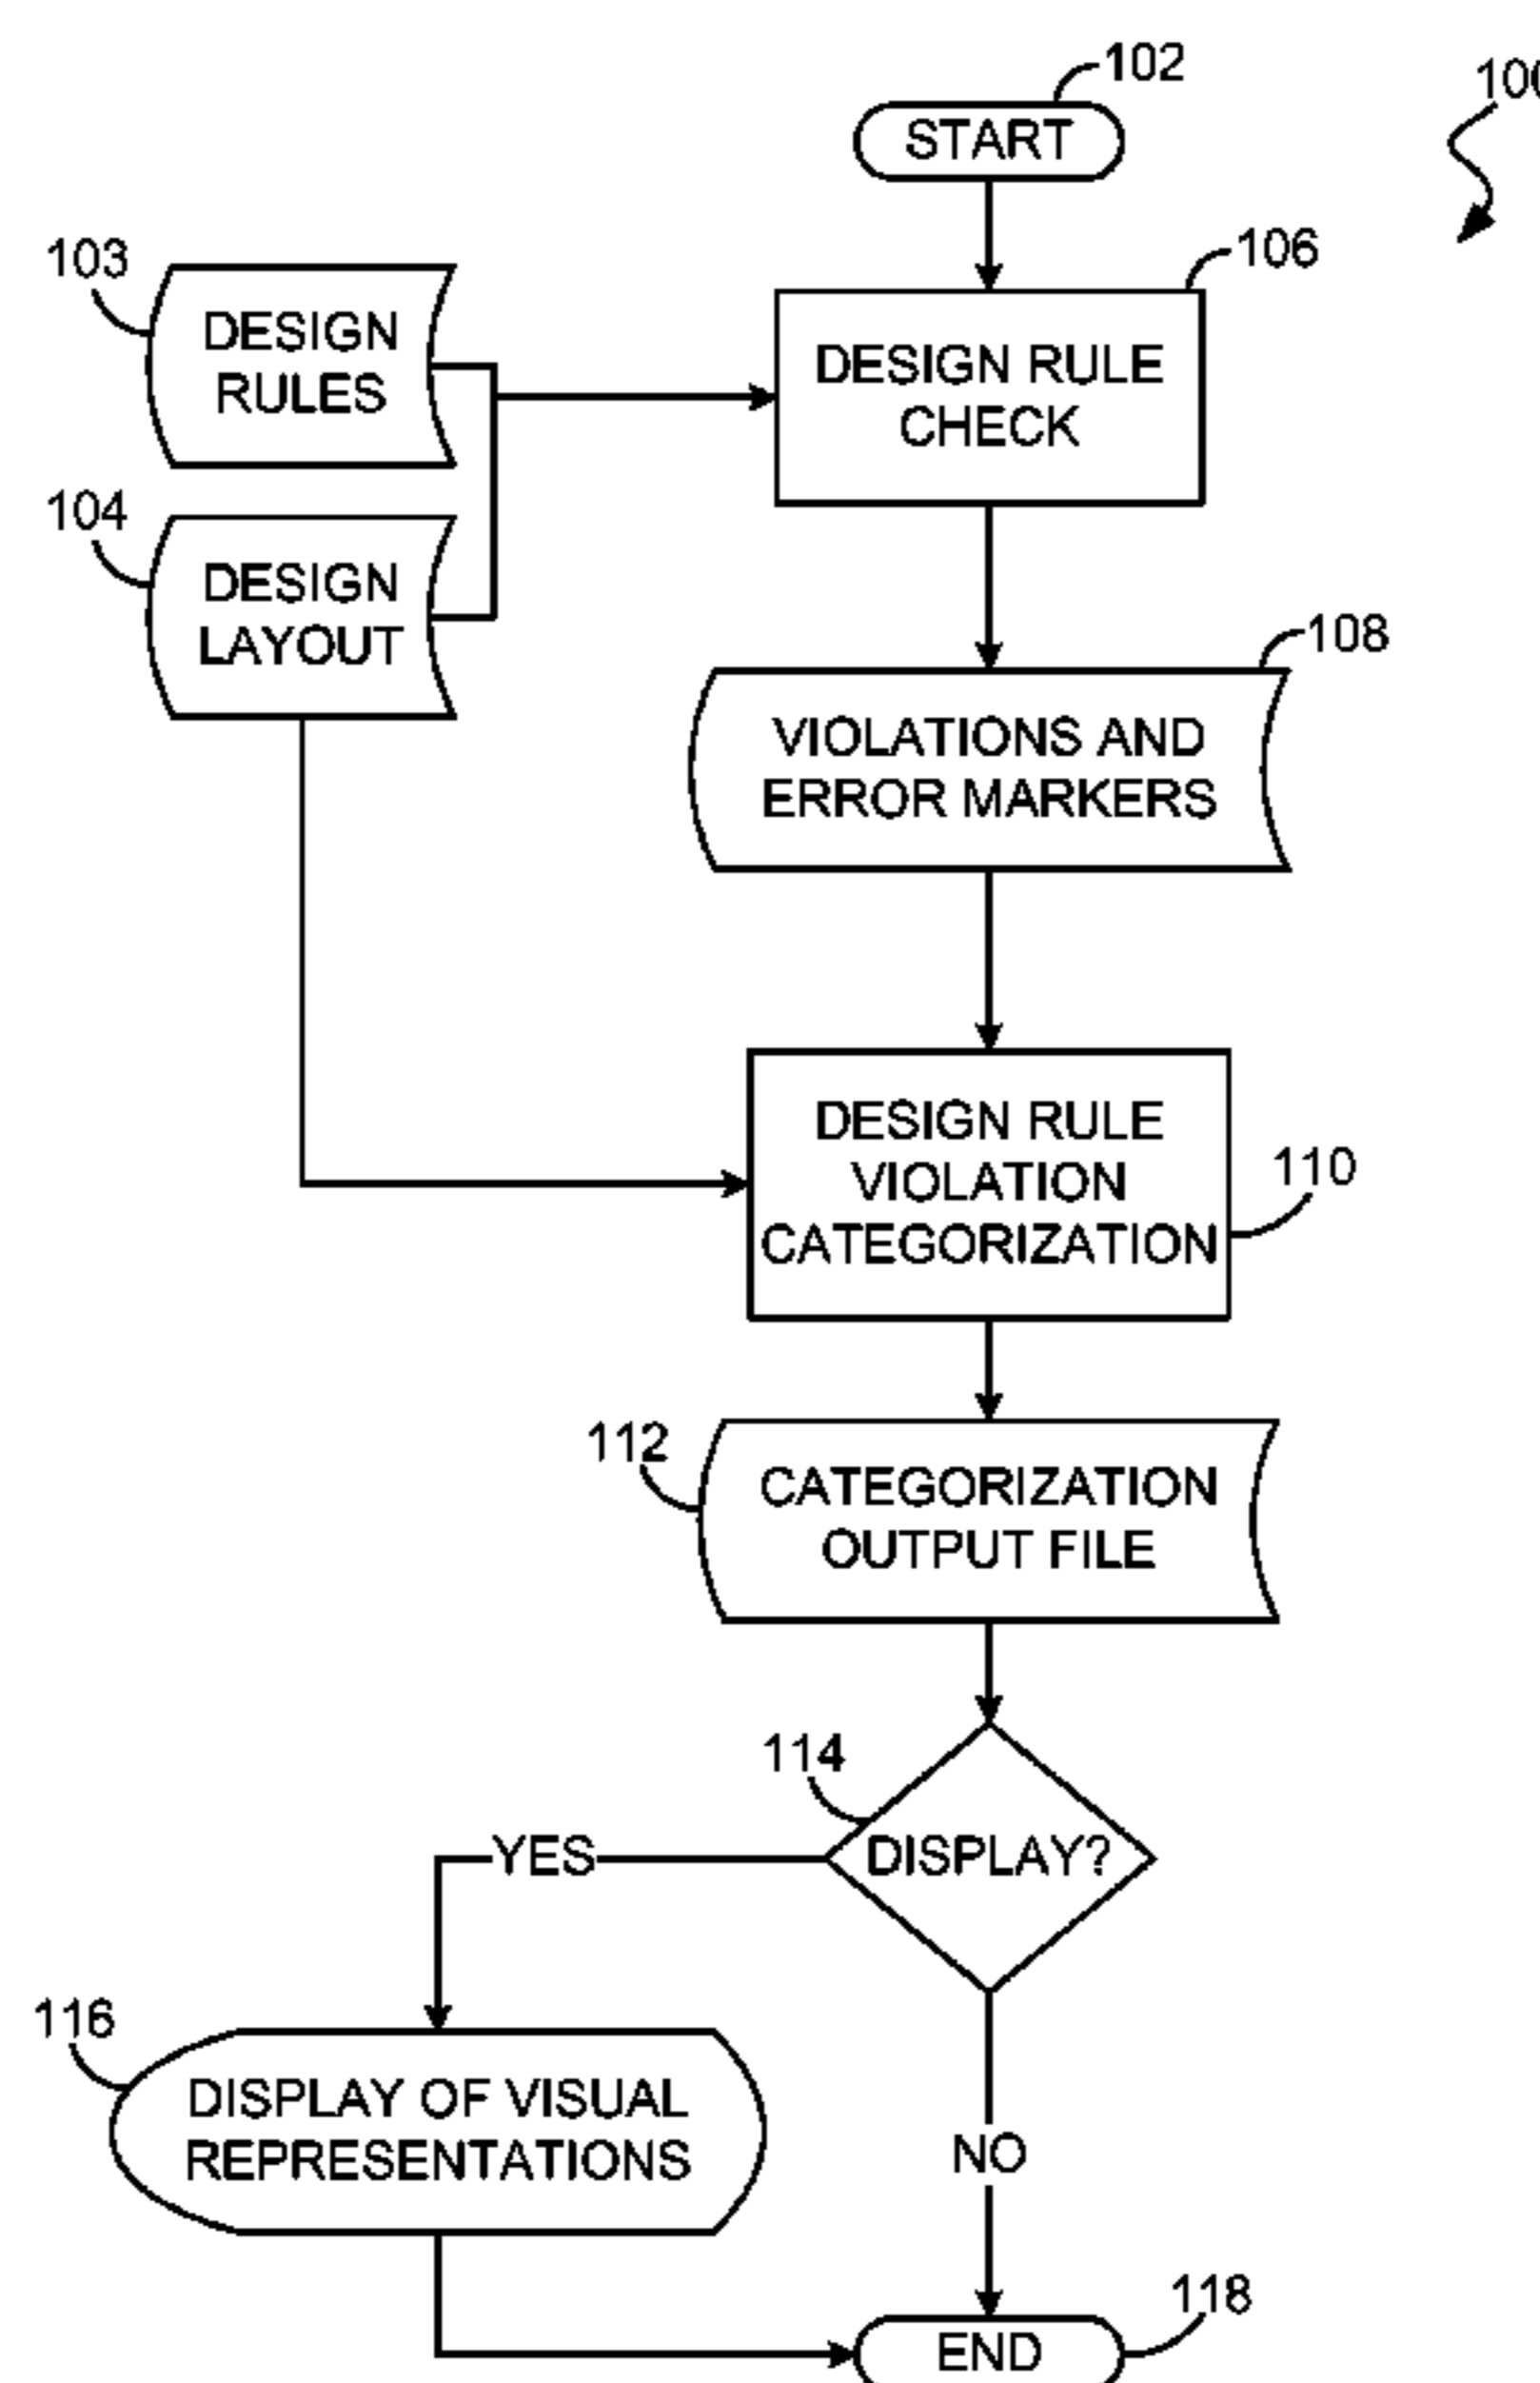 102
100
START
106
103
DESIGN
RULES
DESIGN RULE
CHECK
104
DESIGN
LAYOUT
108
VIOLATIONS AND
ERROR MARKERS
DESIGN RULE
VIOLATION
CATEGORIZATION
110
112
CATEGORIZATION
OUTPUT FILE
114
DISPLAY?
YES
116
DISPLAY OF VISUAL
REPRESENTATIONS
NO
118
END